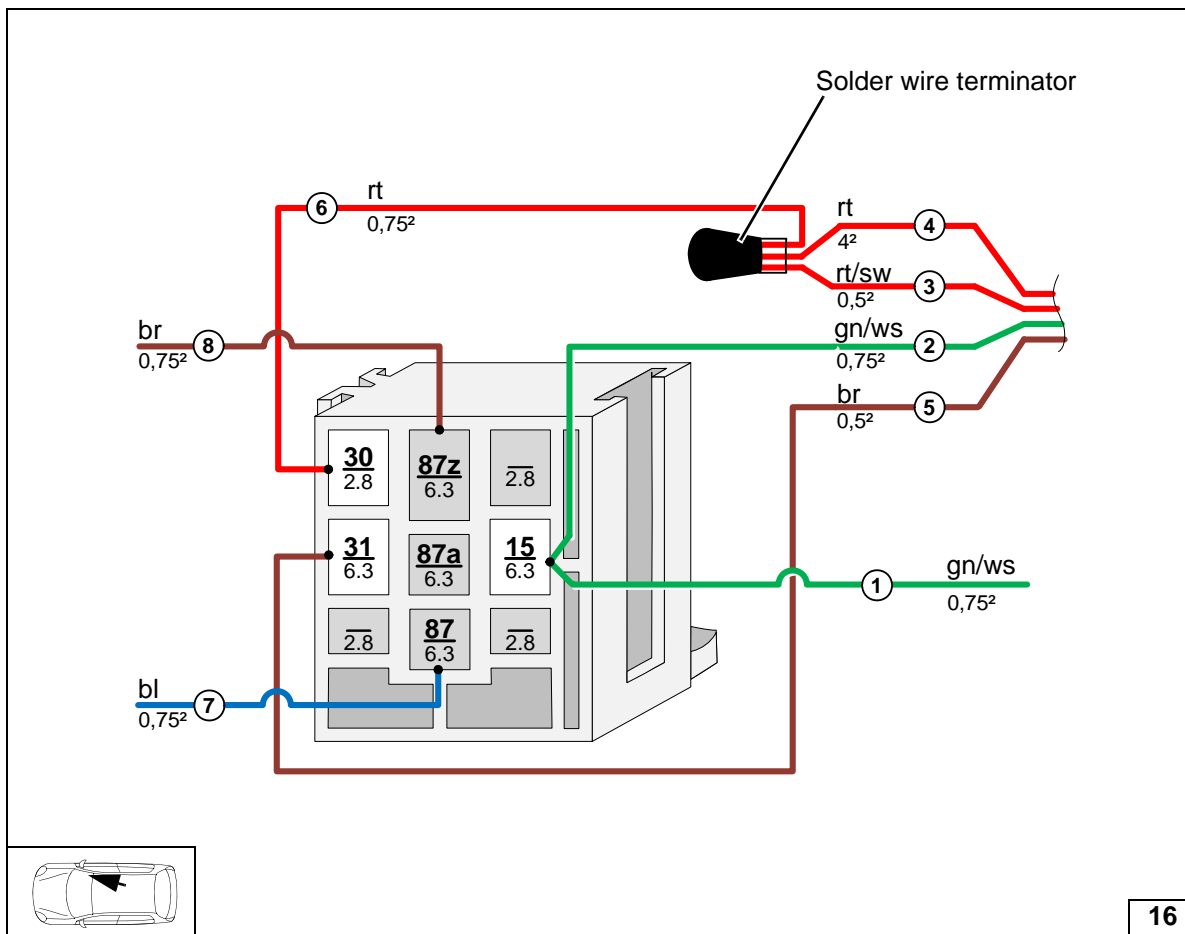 Solder wire terminator
6
rt
0,75²
rt
4²
4
rt/sw
0,5²
3
br
0,75²
8
gn/ws
0,75²
2
br
0,5²
5
30
2.8
87z
6.3
2.8
31
6.3
87a
6.3
15
6.3
1
gn/ws
0,75²
2.8
87
6.3
2.8
bl
0,75²
7
16